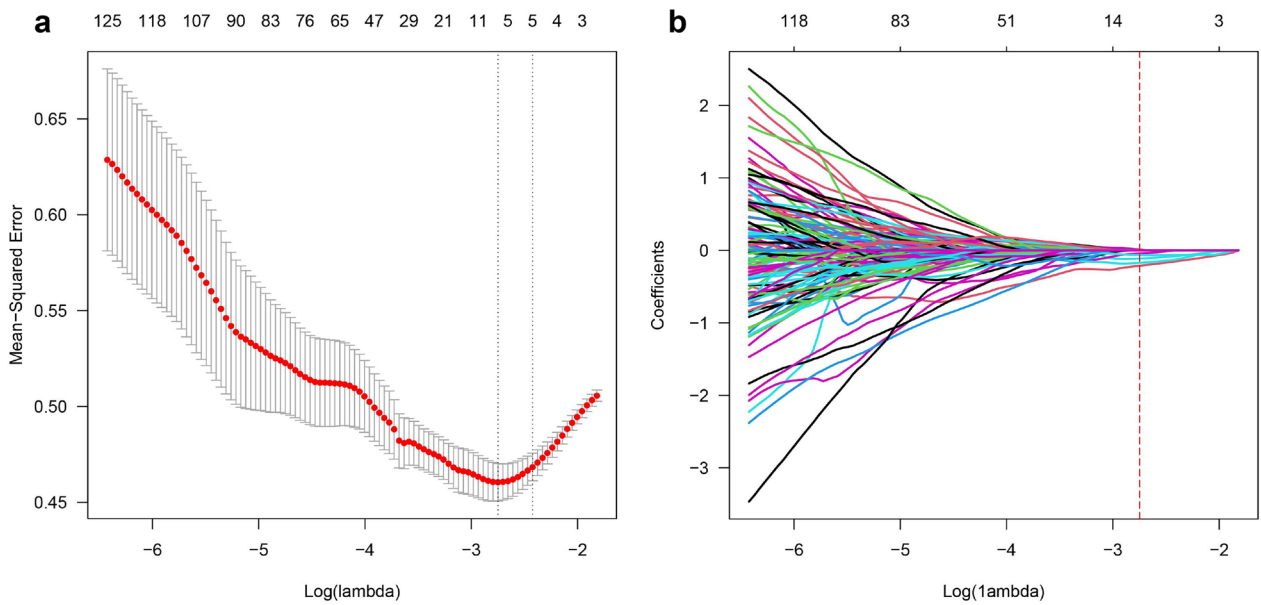 a
125 118 107 90 83 76 65 47 29 21 11 5 5 4 3
Mean−Squared Error
0.65
0.60
0.55
0.50
0.45
−6 −5 −4 −3 −2
Log(lambda)
b
118 83 51 14 3
Coefficients
2
1
0
−1
−2
−3
−6 −5 −4 −3 −2
Log(1ambda)